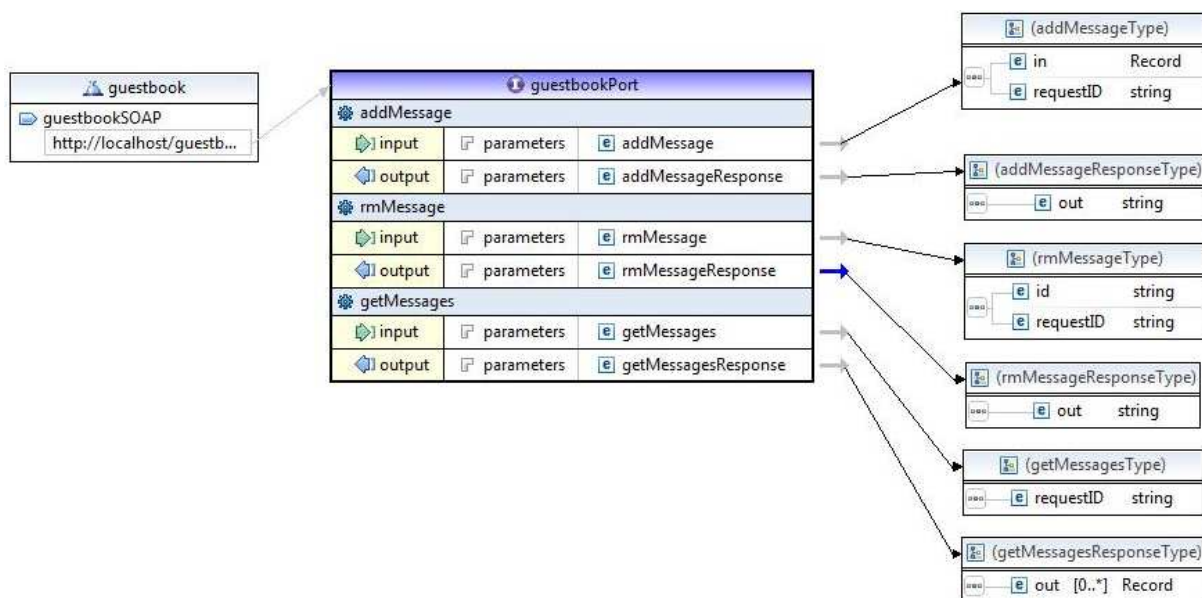 guestbook
guestbookSOAP
http://localhost/guestb...
guestbookPort
addMessage
input parameters addMessage
output parameters addMessageResponse
rmMessage
input parameters rmMessage
output parameters rmMessageResponse
getMessages
input parameters getMessages
output parameters getMessagesResponse
(addMessageType)
in Record
requestID string
(addMessageResponseType)
out string
(rmMessageType)
id string
requestID string
(rmMessageResponseType)
out string
(getMessagesType)
requestID string
(getMessagesResponseType)
out [0..*] Record